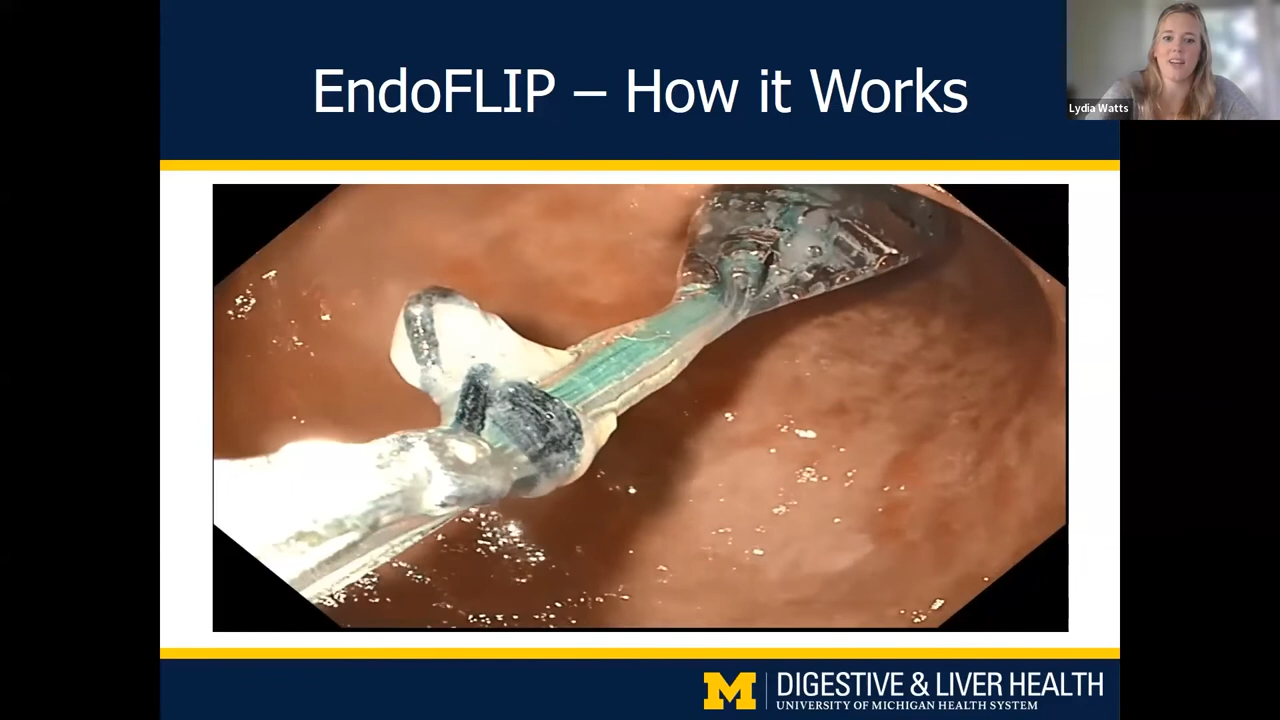 EndoFLIP – How it Works
Lydia Watts
M
DIGESTIVE & LIVER HEALTH
UNIVERSITY OF MICHIGAN HEALTH SYSTEM